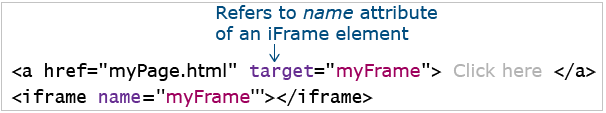 Refers to name attribute
of an iFrame element
<a href="myPage.html" target="myFrame"> Click here </a>
<iframe name="myFrame"'></iframe>